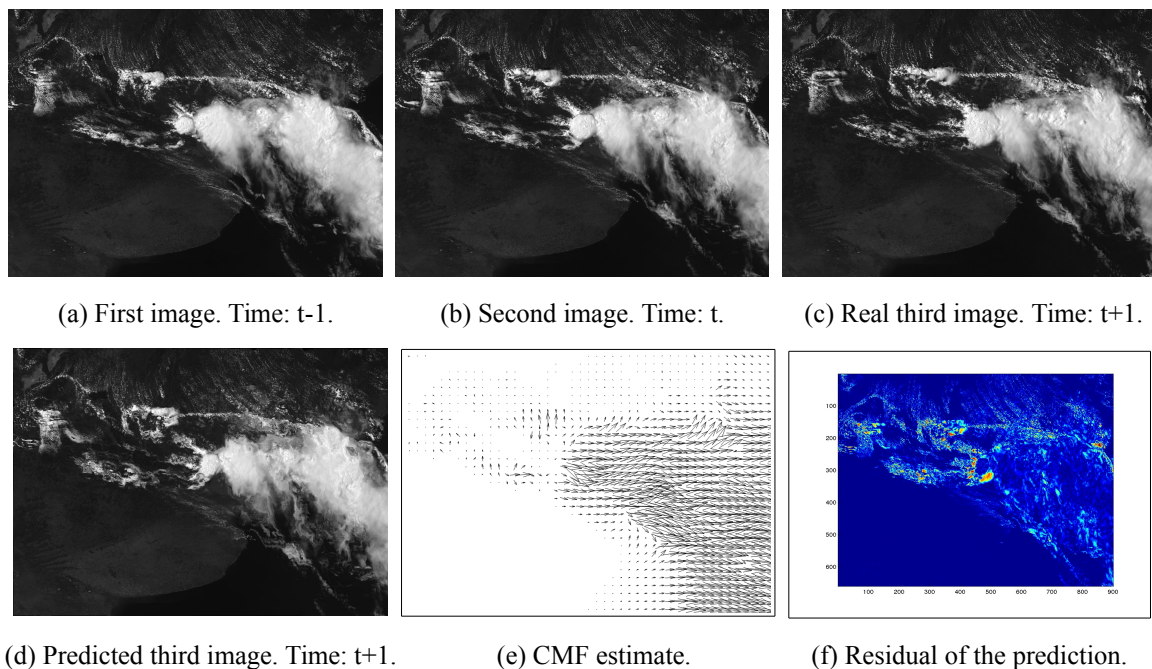 (a) First image. Time: t-1.
(b) Second image. Time: t.
(c) Real third image. Time: t+1.
100
200
300
400
500
600
100 200 300 400 500 600 700 800 900
(d) Predicted third image. Time: t+1.
(e) CMF estimate.
(f) Residual of the prediction.